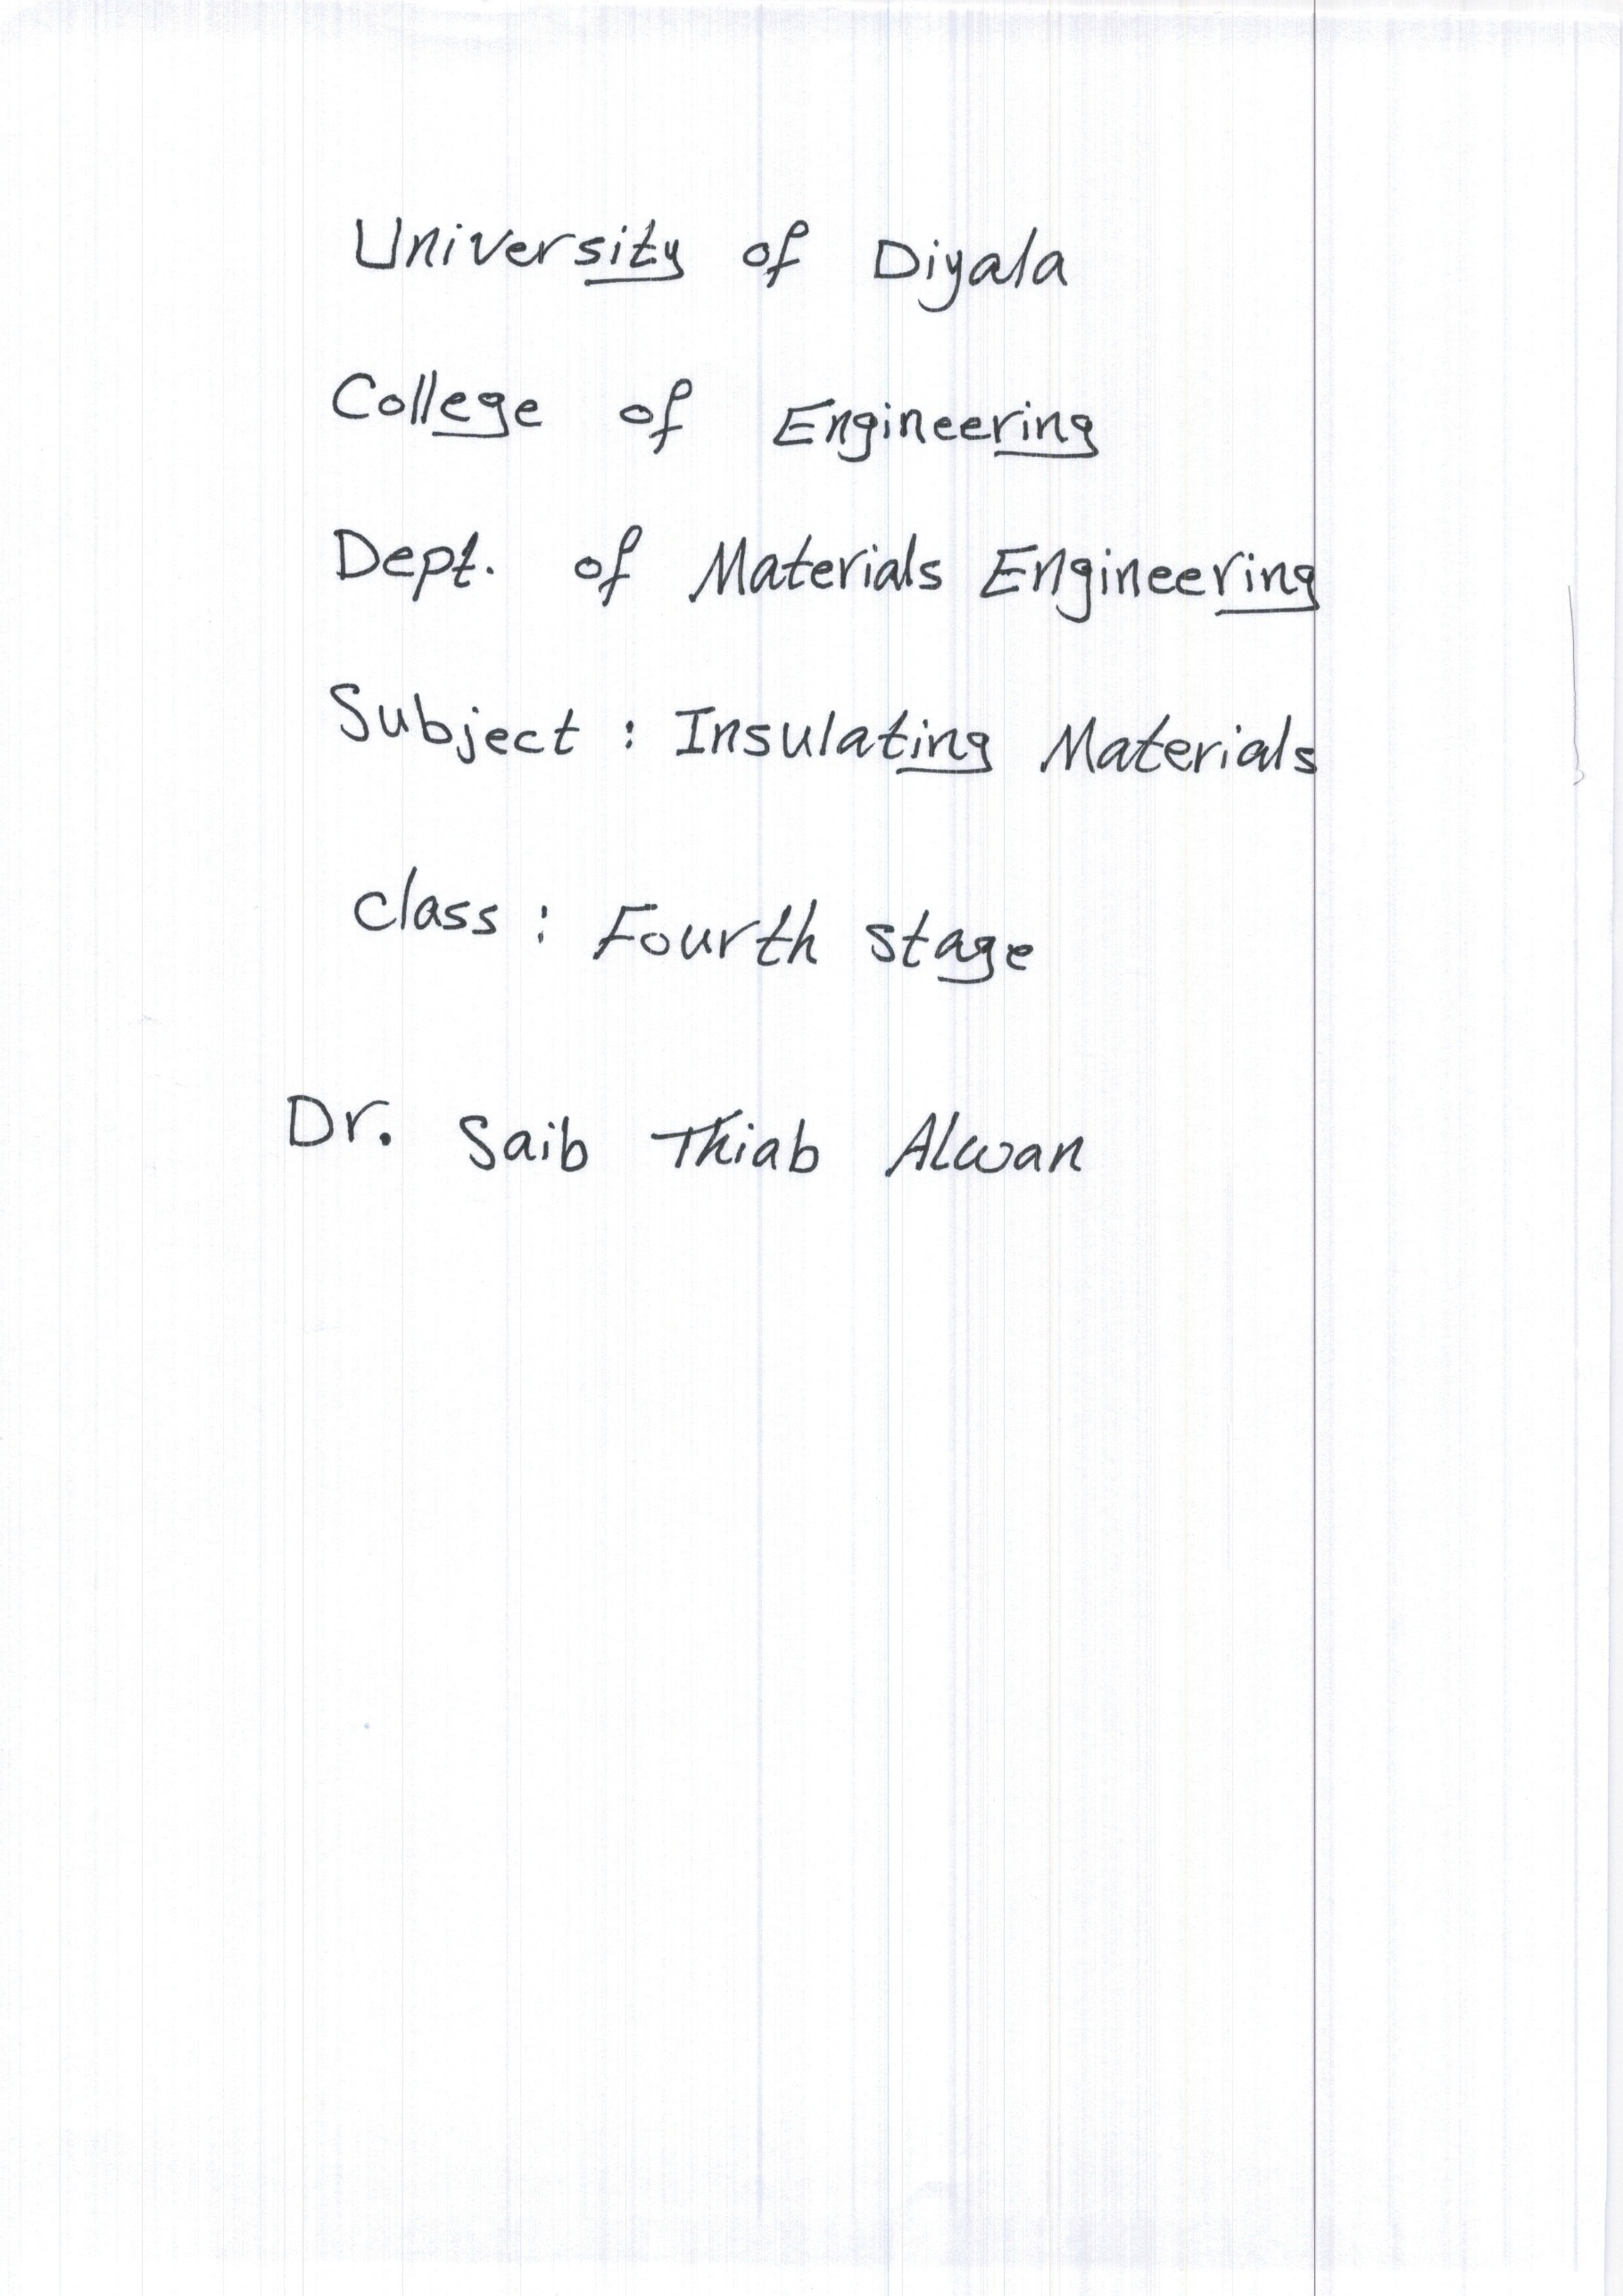 University of Diyala
College of Engineering
Dept. of Materials Engineering
Subject : Insulating Materials
class : Fourth stage
Dr. Saib Thiab Alwan